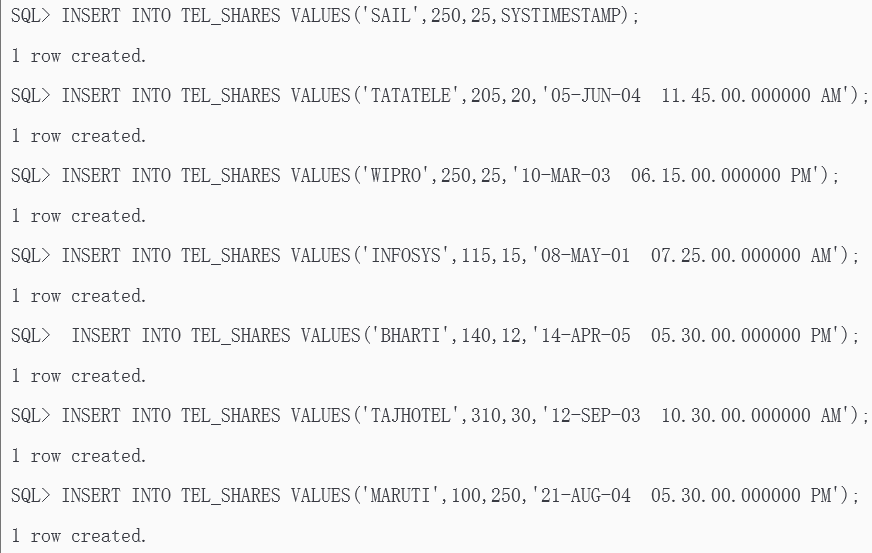 SQL> INSERT INTO TEL_SHARES VALUES('SAIL',250,25,SYSTIMESTAMP);
1 row created.
SQL> INSERT INTO TEL_SHARES VALUES('TATATELE',205,20,'05-JUN-04  11.45.00.000000 AM');
1 row created.
SQL> INSERT INTO TEL_SHARES VALUES('WIPRO',250,25,'10-MAR-03  06.15.00.000000 PM');
1 row created.
SQL> INSERT INTO TEL_SHARES VALUES('INFOSYS',115,15,'08-MAY-01  07.25.00.000000 AM');
1 row created.
SQL>  INSERT INTO TEL_SHARES VALUES('BHARTI',140,12,'14-APR-05  05.30.00.000000 PM');
1 row created.
SQL> INSERT INTO TEL_SHARES VALUES('TAJHOTEL',310,30,'12-SEP-03  10.30.00.000000 AM');
1 row created.
SQL> INSERT INTO TEL_SHARES VALUES('MARUTI',100,250,'21-AUG-04  05.30.00.000000 PM');
1 row created.